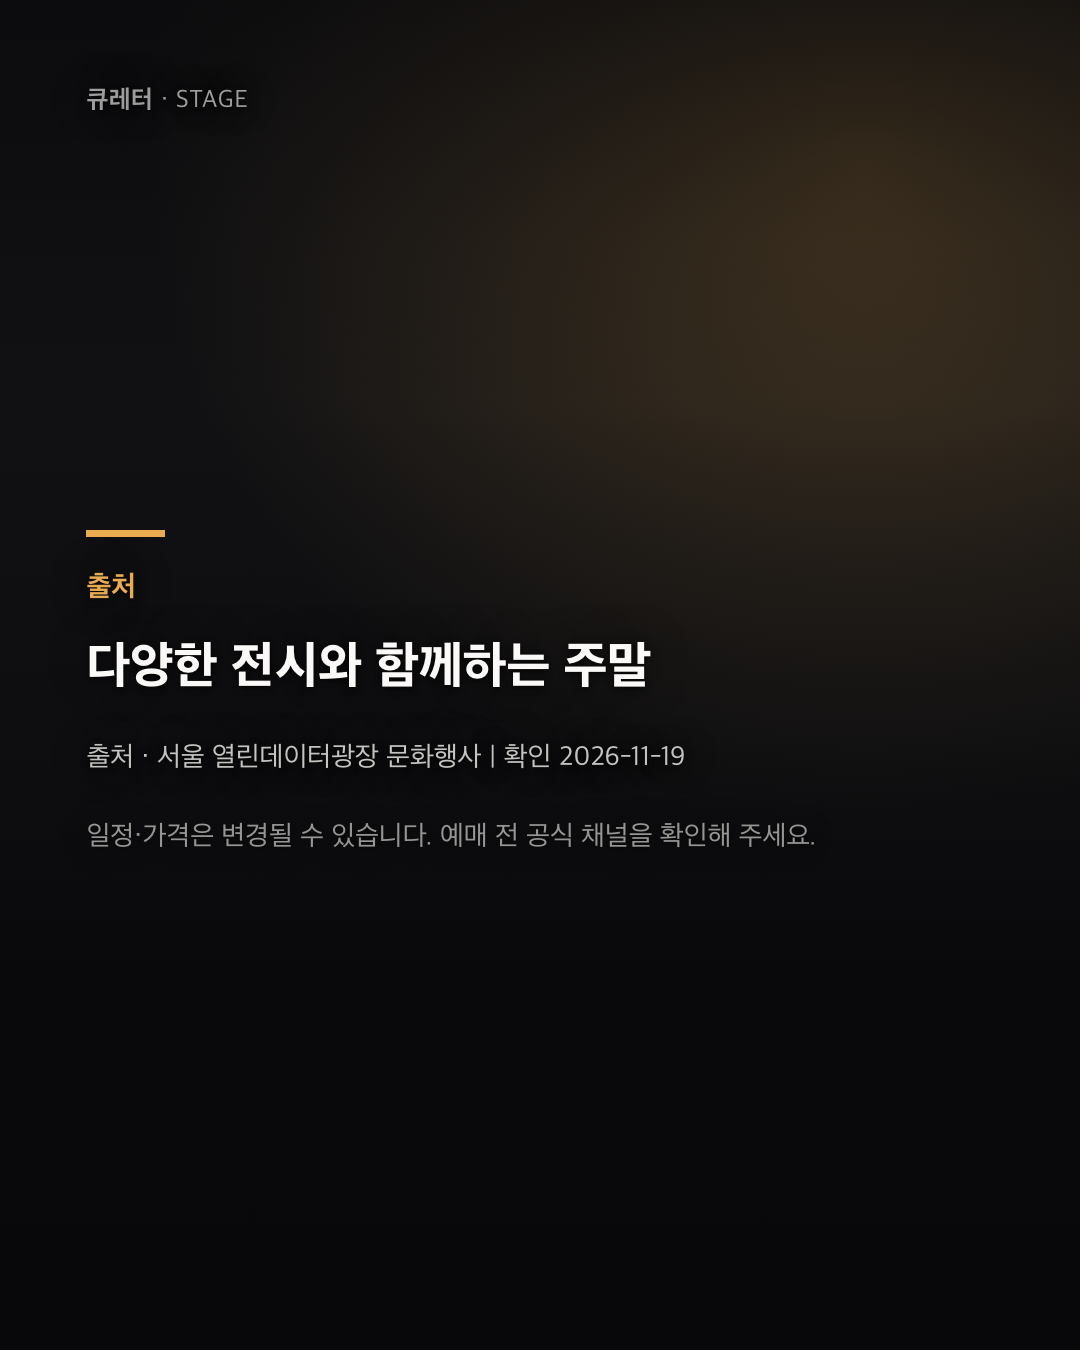 큐레터 · STAGE
출처
다양한 전시와 함께하는 주말
출처 · 서울 열린데이터광장 문화행사 | 확인 2026-11-19
일정·가격은 변경될 수 있습니다. 예매 전 공식 채널을 확인해 주세요.